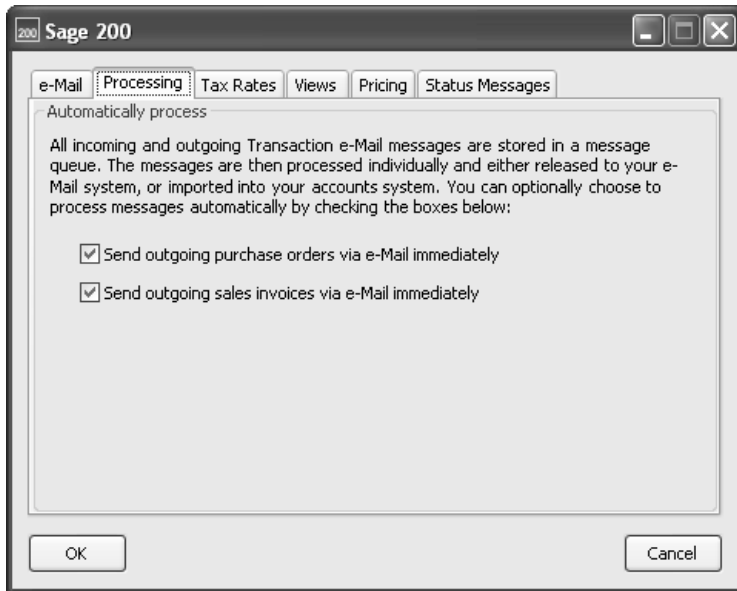 200 Sage 200
e-Mail Processing Tax Rates Views Pricing Status Messages
Automatically process
All incoming and outgoing Transaction e-Mail messages are stored in a message
queue. The messages are then processed individually and either released to your e-
Mail system, or imported into your accounts system. You can optionally choose to
process messages automatically by checking the boxes below:
Send outgoing purchase orders via e-Mail immediately
Send outgoing sales invoices via e-Mail immediately
OK Cancel